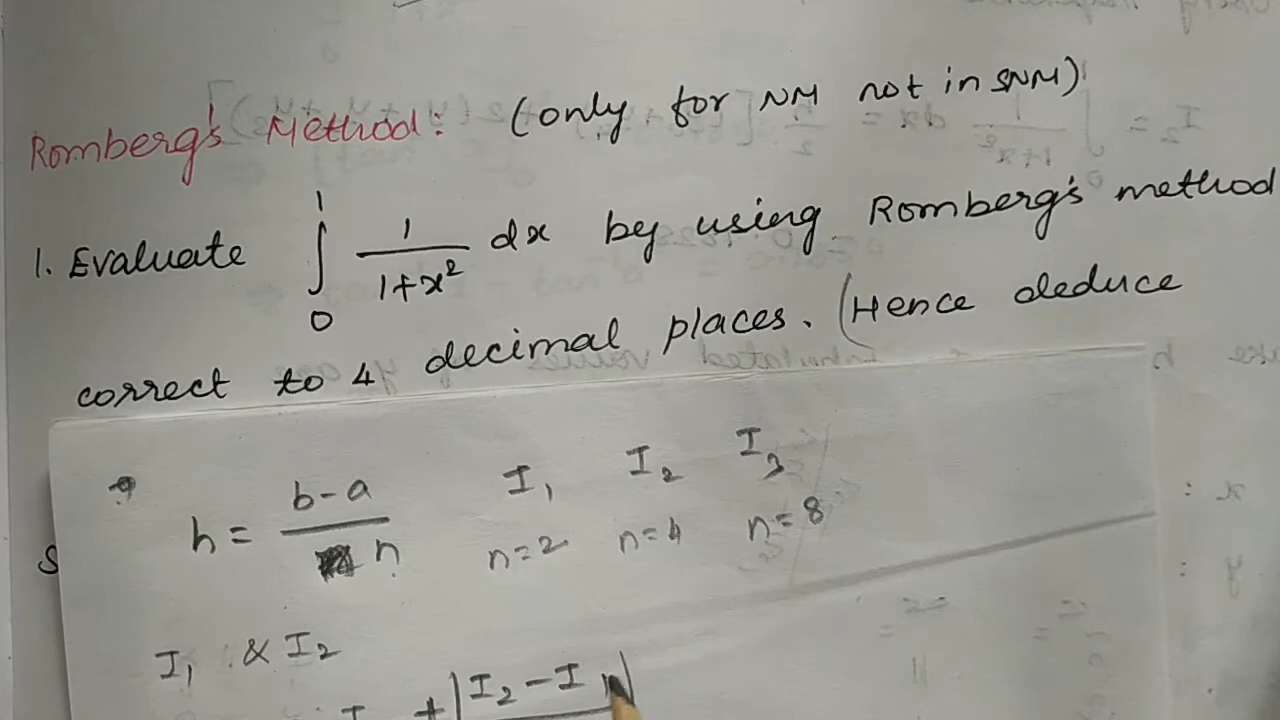 Romberg's Method: (only for NM not in SNM)
1. Evaluate ∫₀¹ 1/(1+x²) dx by using Romberg's method
correct to 4 decimal places. (Hence deduce
h = (b-a)/n   I₁   I₂   I₃
n=2   n=4   n=8
I₁ & I₂
I + (I₂ - I